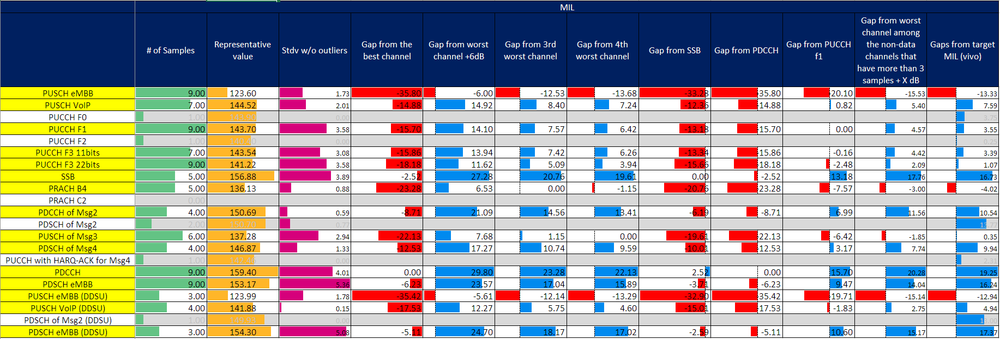 MIL
# of Samples Representative value Stdv w/o outliers Gap from the best channel Gap from worst channel +6dB Gap from 3rd worst channel Gap from 4th worst channel Gap from SSB Gap from PDCCH Gap from PUCCH f1 Gap from worst channel among the non-data channels that have more than 3 samples + X dB Gaps from target MIL (vivo)
PUSCH eMBB 9.00 123.60 1.73 -35.80 -6.00 -12.53 -13.68 -33.28 -35.80 -20.10 -15.53 -13.33
PUSCH VoIP 7.00 144.52 2.01 -14.88 14.92 8.40 7.24 -12.36 -14.88 0.82 5.40 7.59
PUCCH F0 1.00 143.90 0.00 3.75
PUCCH F1 9.00 143.70 3.58 -15.70 14.10 7.57 6.42 -13.18 -15.70 0.00 4.57 3.55
PUCCH F2 1.00 140.40 0.00 0.25
PUCCH F3 11bits 7.00 143.54 3.08 -15.86 13.94 7.42 6.26 -13.34 -15.86 -0.16 4.42 3.39
PUCCH F3 22bits 9.00 141.22 3.58 -18.18 11.62 5.09 3.94 -15.66 -18.18 -2.48 2.09 1.07
SSB 5.00 156.88 3.89 -2.52 27.28 20.76 19.61 0.00 -2.52 13.18 17.76 16.73
PRACH B4 5.00 136.13 0.88 -23.28 6.53 0.00 -1.15 -20.76 -23.28 -7.57 -3.00 -4.02
PRACH C2 0.00
PDCCH of Msg2 4.00 150.69 0.59 -8.71 21.09 14.56 13.41 -6.19 -8.71 6.99 11.56 10.54
PDSCH of Msg2 2.00 150.70 0.77 13.77
PUSCH of Msg3 6.00 137.28 2.94 -22.13 7.68 1.15 0.00 -19.61 -22.13 -6.42 -1.85 0.35
PDSCH of Msg4 4.00 146.87 1.33 -12.53 17.27 10.74 9.59 -10.01 -12.53 3.17 7.74 9.94
PUCCH with HARQ-ACK for Msg4 1.00 142.46 0.00 2.31
PDCCH 9.00 159.40 4.01 0.00 29.80 23.28 22.13 2.52 0.00 15.70 20.28 19.25
PDSCH eMBB 9.00 153.17 5.36 -6.23 23.57 17.04 15.89 -3.71 -6.23 9.47 14.04 16.24
PUSCH eMBB (DDSU) 3.00 123.99 1.78 -35.42 -5.61 -12.14 -13.29 -32.90 -35.42 -19.71 -15.14 -12.94
PUSCH VoIP (DDSU) 4.00 141.88 0.15 -17.53 12.27 5.75 4.60 -15.01 -17.53 -1.83 2.75 4.94
PDSCH of Msg2 (DDSU) 1.00 149.93 0.00 13.00
PDSCH eMBB (DDSU) 3.00 154.30 5.08 -5.11 24.70 18.17 17.02 -2.59 -5.11 10.60 15.17 17.37